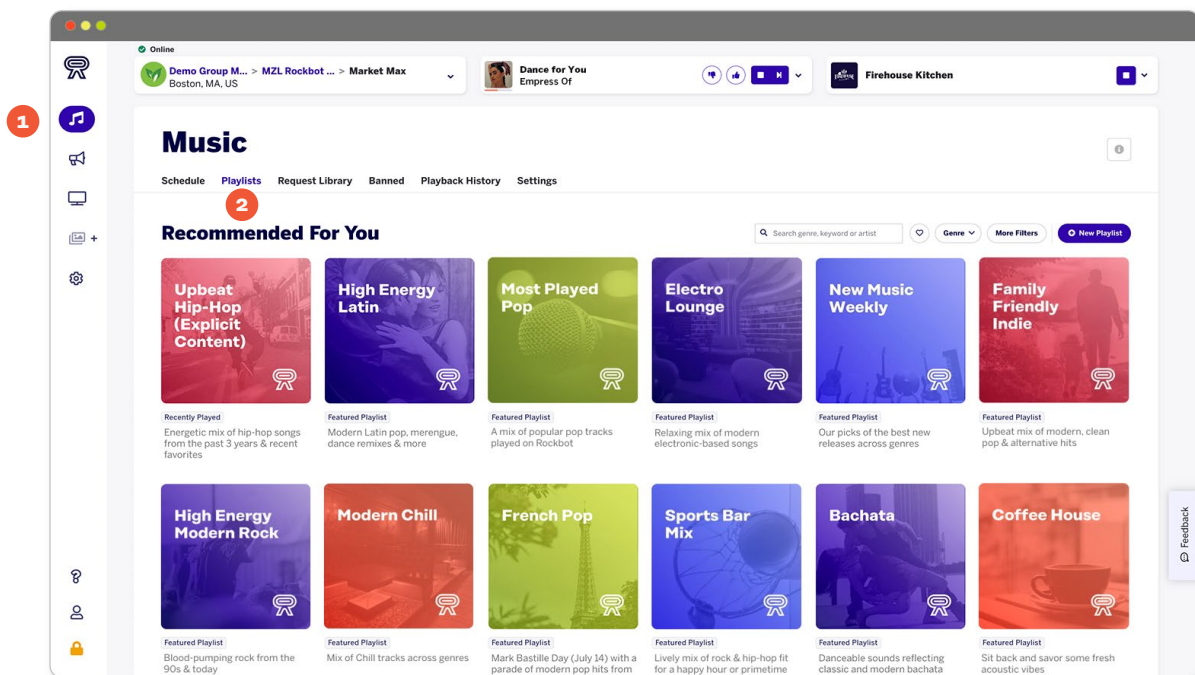 Online
Demo Group M... > MZL Rockbot ... > Market Max
Boston, MA, US
Dance for You
Empress Of
Firehouse Kitchen
1
Music
Schedule Playlists Request Library Banned Playback History Settings
2
Recommended For You
Search genre, keyword or artist
Genre
More Filters
New Playlist
Upbeat
Hip-Hop
(Explicit
Content)
High Energy
Latin
Most Played
Pop
Electro
Lounge
New Music
Weekly
Family
Friendly
Indie
Recently Played
Energetic mix of hip-hop songs
from the past 3 years & recent
favorites
Featured Playlist
Modern Latin pop, merengue,
dance remixes & more
Featured Playlist
A mix of popular pop tracks
played on Rockbot
Featured Playlist
Relaxing mix of modern
electronic-based songs
Featured Playlist
Our picks of the best new
releases across genres
Featured Playlist
Upbeat mix of modern, clean
pop & alternative hits
High Energy
Modern Rock
Modern Chill
French Pop
Sports Bar
Mix
Bachata
Coffee House
Featured Playlist
Blood-pumping rock from the
90s & today
Featured Playlist
Mix of Chill tracks across genres
Featured Playlist
Mark Bastille Day (July 14) with a
parade of modern pop hits from
Featured Playlist
Lively mix of rock & hip-hop fit
for a happy hour or primetime
Featured Playlist
Danceable sounds reflecting
classic and modern bachata
Featured Playlist
Sit back and savor some fresh
acoustic vibes
Feedback